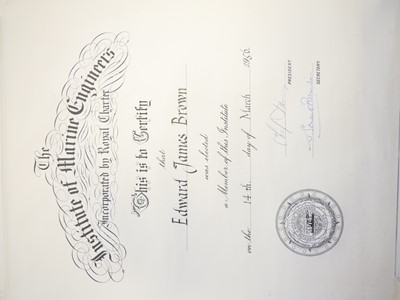 The
Institute of Marine Engineers
Incorporated by Royal Charter
This is to Certify
that
Edward James Brown
was elected
a Member of this Institute
on the 14th day of March 1956.
PRESIDENT
SECRETARY